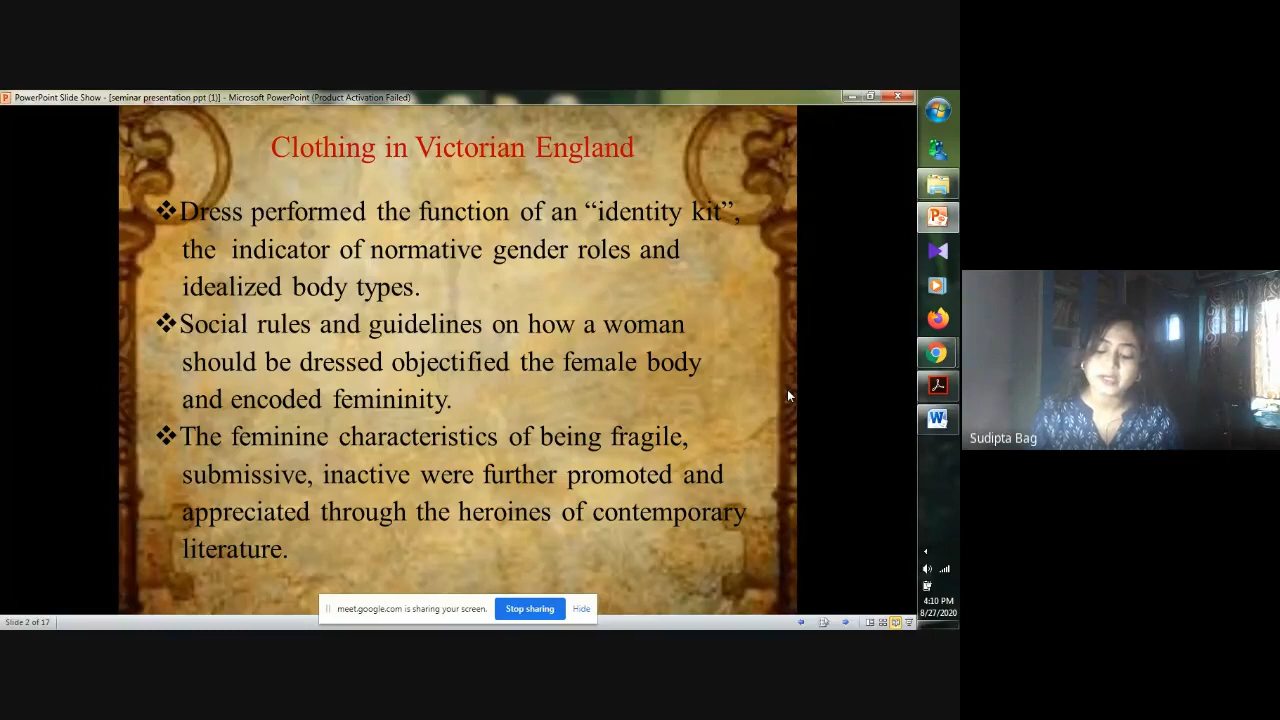 PowerPoint Slide Show - [seminar presentation ppt (1)] - Microsoft PowerPoint (Product Activation Failed)
Clothing in Victorian England
❖Dress performed the function of an “identity kit”,
the indicator of normative gender roles and
idealized body types.
❖Social rules and guidelines on how a woman
should be dressed objectified the female body
and encoded femininity.
❖The feminine characteristics of being fragile,
submissive, inactive were further promoted and
appreciated through the heroines of contemporary
literature.
meet.google.com is sharing your screen.
Stop sharing
Hide
Slide 2 of 17
4:10 PM
8/27/2020
Sudipta Bag